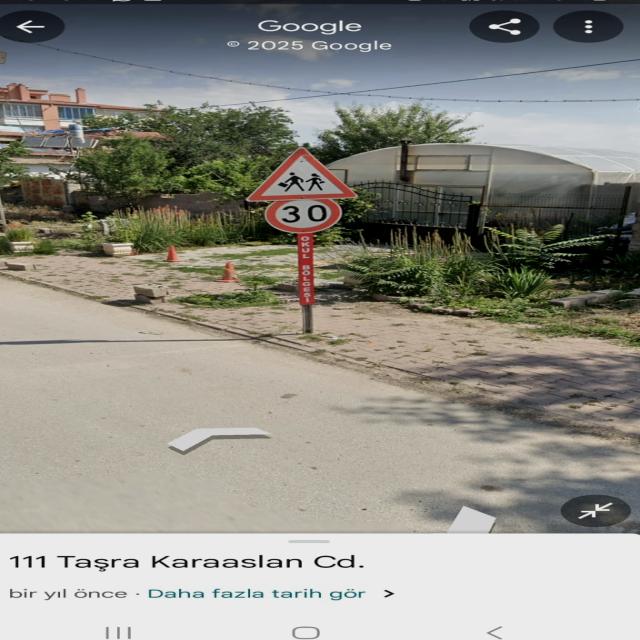 Google
© 2025 Google
30
OKUL BÖLGESİ
111 Taşra Karaaslan Cd.
bir yıl önce · Daha fazla tarih gör >